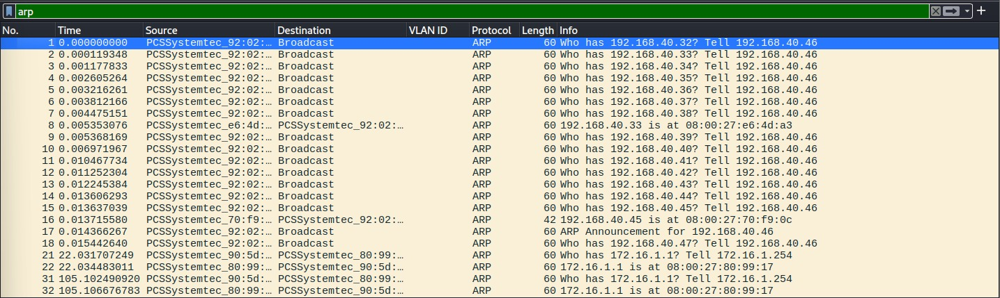 arp
No. Time Source Destination VLAN ID Protocol Length Info
1 0.000000000 PCSSystemtec_92:02:… Broadcast ARP 60 Who has 192.168.40.32? Tell 192.168.40.46
2 0.000119348 PCSSystemtec_92:02:… Broadcast ARP 60 Who has 192.168.40.33? Tell 192.168.40.46
3 0.001177833 PCSSystemtec_92:02:… Broadcast ARP 60 Who has 192.168.40.34? Tell 192.168.40.46
4 0.002605264 PCSSystemtec_92:02:… Broadcast ARP 60 Who has 192.168.40.35? Tell 192.168.40.46
5 0.003216261 PCSSystemtec_92:02:… Broadcast ARP 60 Who has 192.168.40.36? Tell 192.168.40.46
6 0.003812166 PCSSystemtec_92:02:… Broadcast ARP 60 Who has 192.168.40.37? Tell 192.168.40.46
7 0.004475151 PCSSystemtec_92:02:… Broadcast ARP 60 Who has 192.168.40.38? Tell 192.168.40.46
8 0.005353076 PCSSystemtec_e6:4d:… PCSSystemtec_92:02:… ARP 60 192.168.40.33 is at 08:00:27:e6:4d:a3
9 0.005368169 PCSSystemtec_92:02:… Broadcast ARP 60 Who has 192.168.40.39? Tell 192.168.40.46
10 0.006971967 PCSSystemtec_92:02:… Broadcast ARP 60 Who has 192.168.40.40? Tell 192.168.40.46
11 0.010467734 PCSSystemtec_92:02:… Broadcast ARP 60 Who has 192.168.40.41? Tell 192.168.40.46
12 0.011252304 PCSSystemtec_92:02:… Broadcast ARP 60 Who has 192.168.40.42? Tell 192.168.40.46
13 0.012245384 PCSSystemtec_92:02:… Broadcast ARP 60 Who has 192.168.40.43? Tell 192.168.40.46
14 0.013606293 PCSSystemtec_92:02:… Broadcast ARP 60 Who has 192.168.40.44? Tell 192.168.40.46
15 0.013637039 PCSSystemtec_92:02:… Broadcast ARP 60 Who has 192.168.40.45? Tell 192.168.40.46
16 0.013715580 PCSSystemtec_70:f9:… PCSSystemtec_92:02:… ARP 42 192.168.40.45 is at 08:00:27:70:f9:0c
17 0.014366267 PCSSystemtec_92:02:… Broadcast ARP 60 ARP Announcement for 192.168.40.46
18 0.015442640 PCSSystemtec_92:02:… Broadcast ARP 60 Who has 192.168.40.47? Tell 192.168.40.46
21 22.031707249 PCSSystemtec_90:5d:… PCSSystemtec_80:99:… ARP 60 Who has 172.16.1.1? Tell 172.16.1.254
22 22.034483011 PCSSystemtec_80:99:… PCSSystemtec_90:5d:… ARP 60 172.16.1.1 is at 08:00:27:80:99:17
31 105.102490920 PCSSystemtec_90:5d:… PCSSystemtec_80:99:… ARP 60 Who has 172.16.1.1? Tell 172.16.1.254
32 105.106676783 PCSSystemtec_80:99:… PCSSystemtec_90:5d:… ARP 60 172.16.1.1 is at 08:00:27:80:99:17